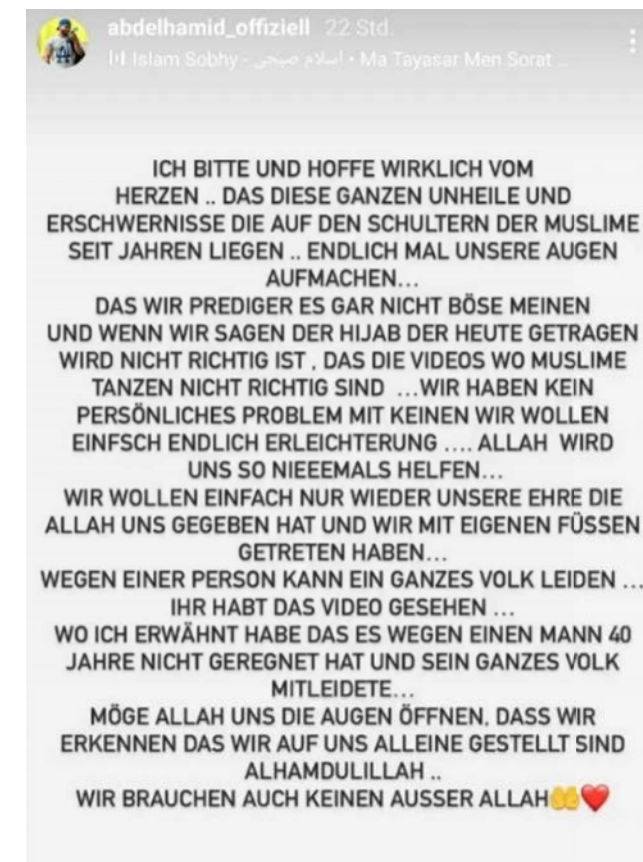 abdelhamid_offiziell 22 Std.
Islam Sobhy - اسلام صبحي • Ma Tayasar Men Sorat ...
ICH BITTE UND HOFFE WIRKLICH VOM
HERZEN .. DAS DIESE GANZEN UNHEILE UND
ERSCHWERNISSE DIE AUF DEN SCHULTERN DER MUSLIME
SEIT JAHREN LIEGEN .. ENDLICH MAL UNSERE AUGEN
AUFMACHEN...
DAS WIR PREDIGER ES GAR NICHT BÖSE MEINEN
UND WENN WIR SAGEN DER HIJAB DER HEUTE GETRAGEN
WIRD NICHT RICHTIG IST , DAS DIE VIDEOS WO MUSLIME
TANZEN NICHT RICHTIG SIND ...WIR HABEN KEIN
PERSÖNLICHES PROBLEM MIT KEINEN WIR WOLLEN
EINFSCH ENDLICH ERLEICHTERUNG .... ALLAH WIRD
UNS SO NIEEEMALS HELFEN...
WIR WOLLEN EINFACH NUR WIEDER UNSERE EHRE DIE
ALLAH UNS GEGEBEN HAT UND WIR MIT EIGENEN FÜSSEN
GETRETEN HABEN...
WEGEN EINER PERSON KANN EIN GANZES VOLK LEIDEN ...
IHR HABT DAS VIDEO GESEHEN ...
WO ICH ERWÄHNT HABE DAS ES WEGEN EINEN MANN 40
JAHRE NICHT GEREGNET HAT UND SEIN GANZES VOLK
MITLEIDETE...
MÖGE ALLAH UNS DIE AUGEN ÖFFNEN, DASS WIR
ERKENNEN DAS WIR AUF UNS ALLEINE GESTELLT SIND
ALHAMDULILLAH ..
WIR BRAUCHEN AUCH KEINEN AUSSER ALLAH🤲❤️